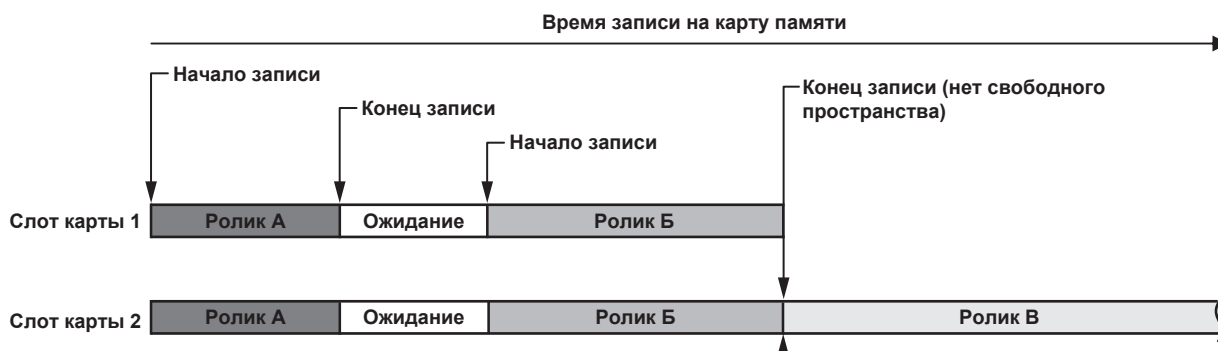 Время записи на карту памяти
Начало записи
Конец записи
Начало записи
Конец записи (нет свободного
пространства)
Слот карты 1
Ролик А
Ожидание
Ролик Б
Слот карты 2
Ролик А
Ожидание
Ролик Б
Ролик В